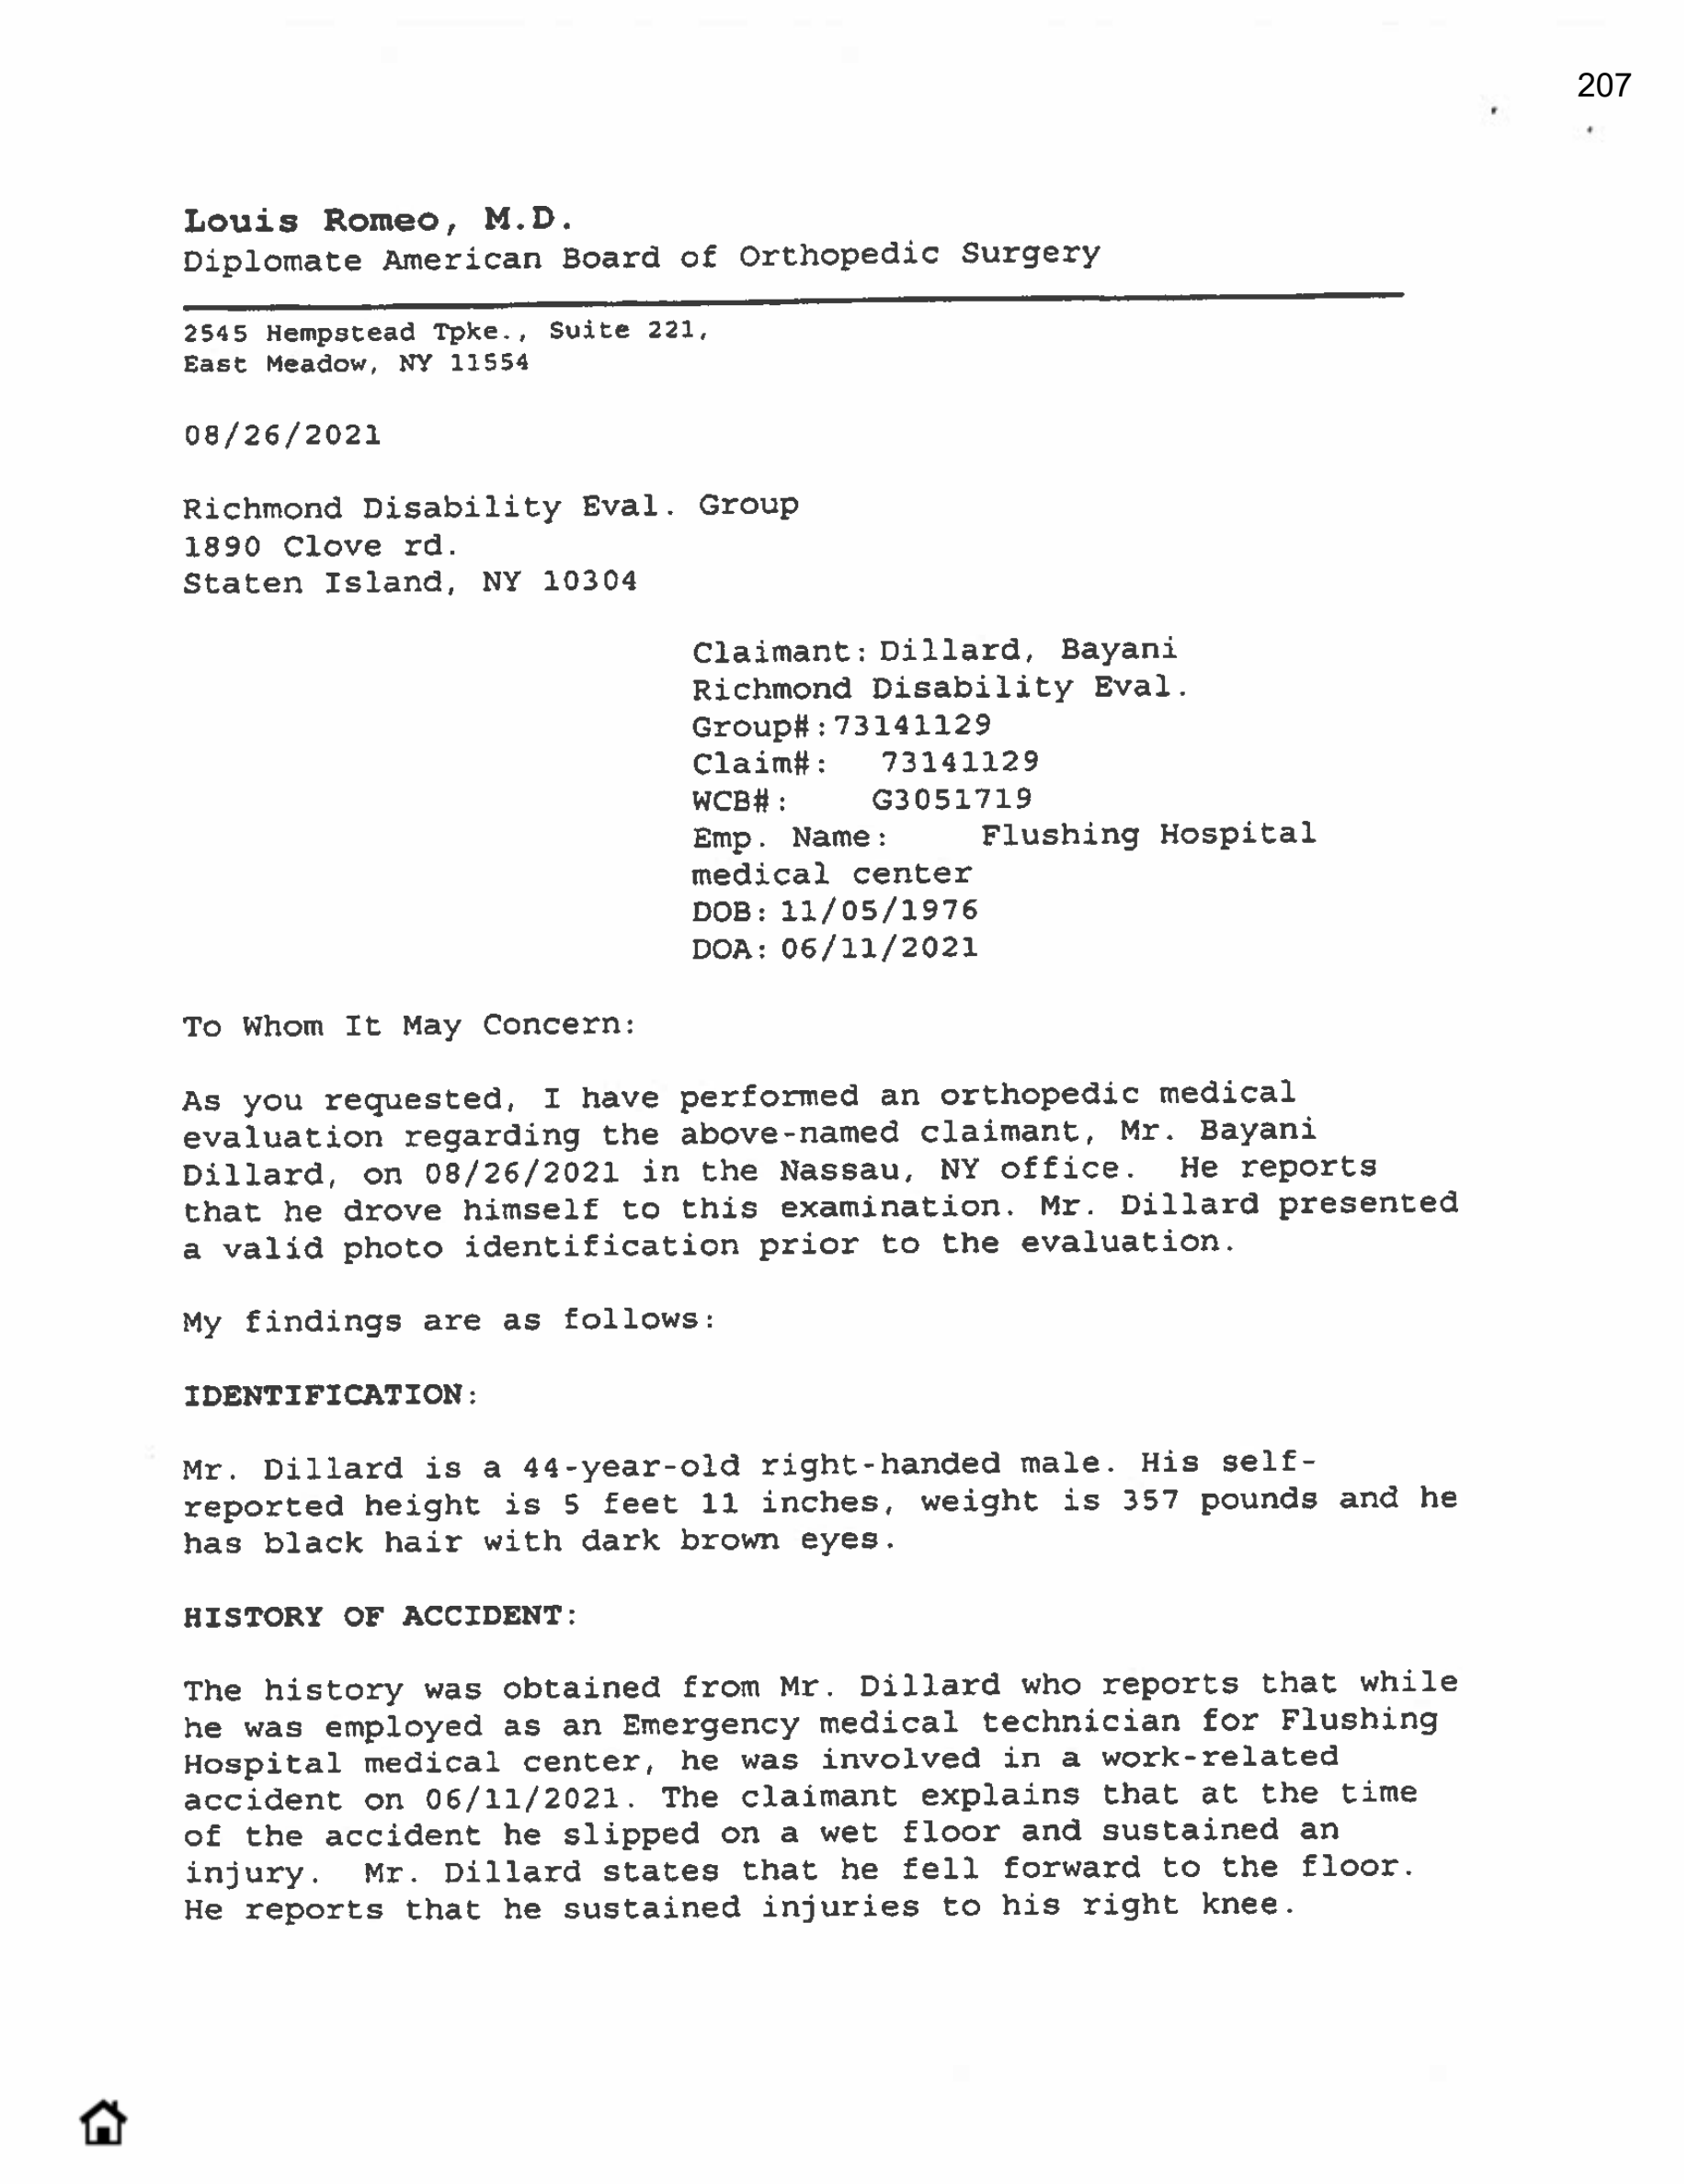 207
Louis Romeo, M.D.
Diplomate American Board of Orthopedic Surgery
2545 Hempstead Tpke., Suite 221,
East Meadow, NY 11554
08/26/2021
Richmond Disability Eval. Group
1890 Clove rd.
Staten Island, NY 10304
Claimant: Dillard, Bayani
Richmond Disability Eval.
Group#:73141129
Claim#: 73141129
WCB#: G3051719
Emp. Name: Flushing Hospital
medical center
DOB: 11/05/1976
DOA: 06/11/2021
To Whom It May Concern:
As you requested, I have performed an orthopedic medical
evaluation regarding the above-named claimant, Mr. Bayani
Dillard, on 08/26/2021 in the Nassau, NY office. He reports
that he drove himself to this examination. Mr. Dillard presented
a valid photo identification prior to the evaluation.
My findings are as follows:
IDENTIFICATION:
Mr. Dillard is a 44-year-old right-handed male. His self-
reported height is 5 feet 11 inches, weight is 357 pounds and he
has black hair with dark brown eyes.
HISTORY OF ACCIDENT:
The history was obtained from Mr. Dillard who reports that while
he was employed as an Emergency medical technician for Flushing
Hospital medical center, he was involved in a work-related
accident on 06/11/2021. The claimant explains that at the time
of the accident he slipped on a wet floor and sustained an
injury. Mr. Dillard states that he fell forward to the floor.
He reports that he sustained injuries to his right knee.